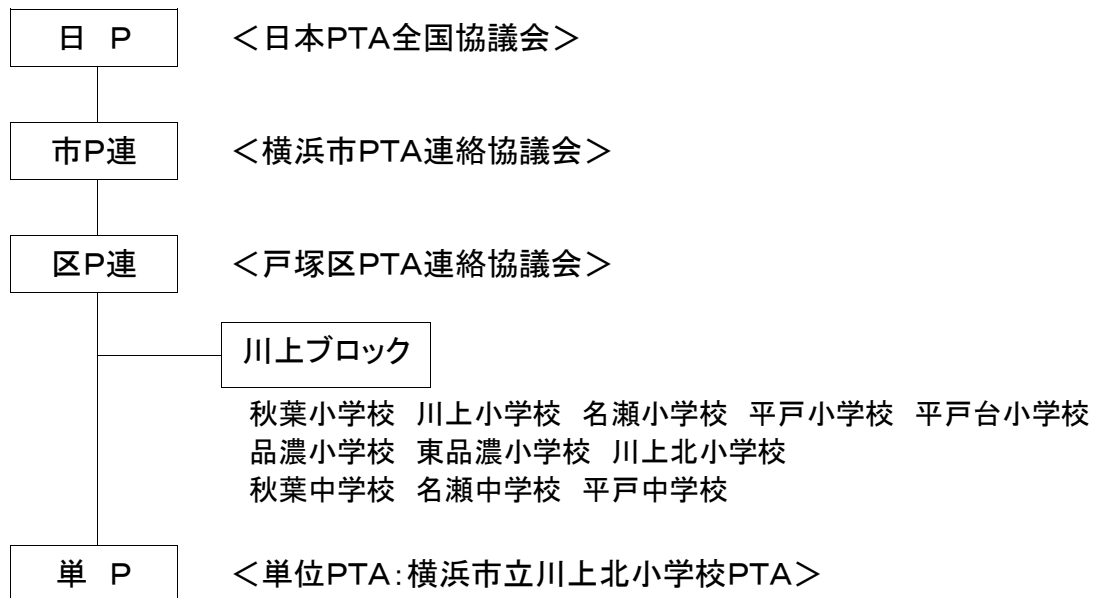 日 P ＜日本PTA全国協議会＞
市P連 ＜横浜市PTA連絡協議会＞
区P連 ＜戸塚区PTA連絡協議会＞
川上ブロック
秋葉小学校 川上小学校 名瀬小学校 平戸小学校 平戸台小学校
品濃小学校 東品濃小学校 川上北小学校
秋葉中学校 名瀬中学校 平戸中学校
単 P ＜単位PTA：横浜市立川上北小学校PTA＞